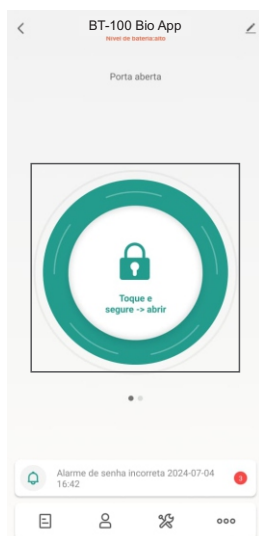 BT-100 Bio App
Nível de bateria:alto
Porta aberta
Toque e
segure -> abrir
Alarme de senha incorreta 2024-07-04
16:42
3